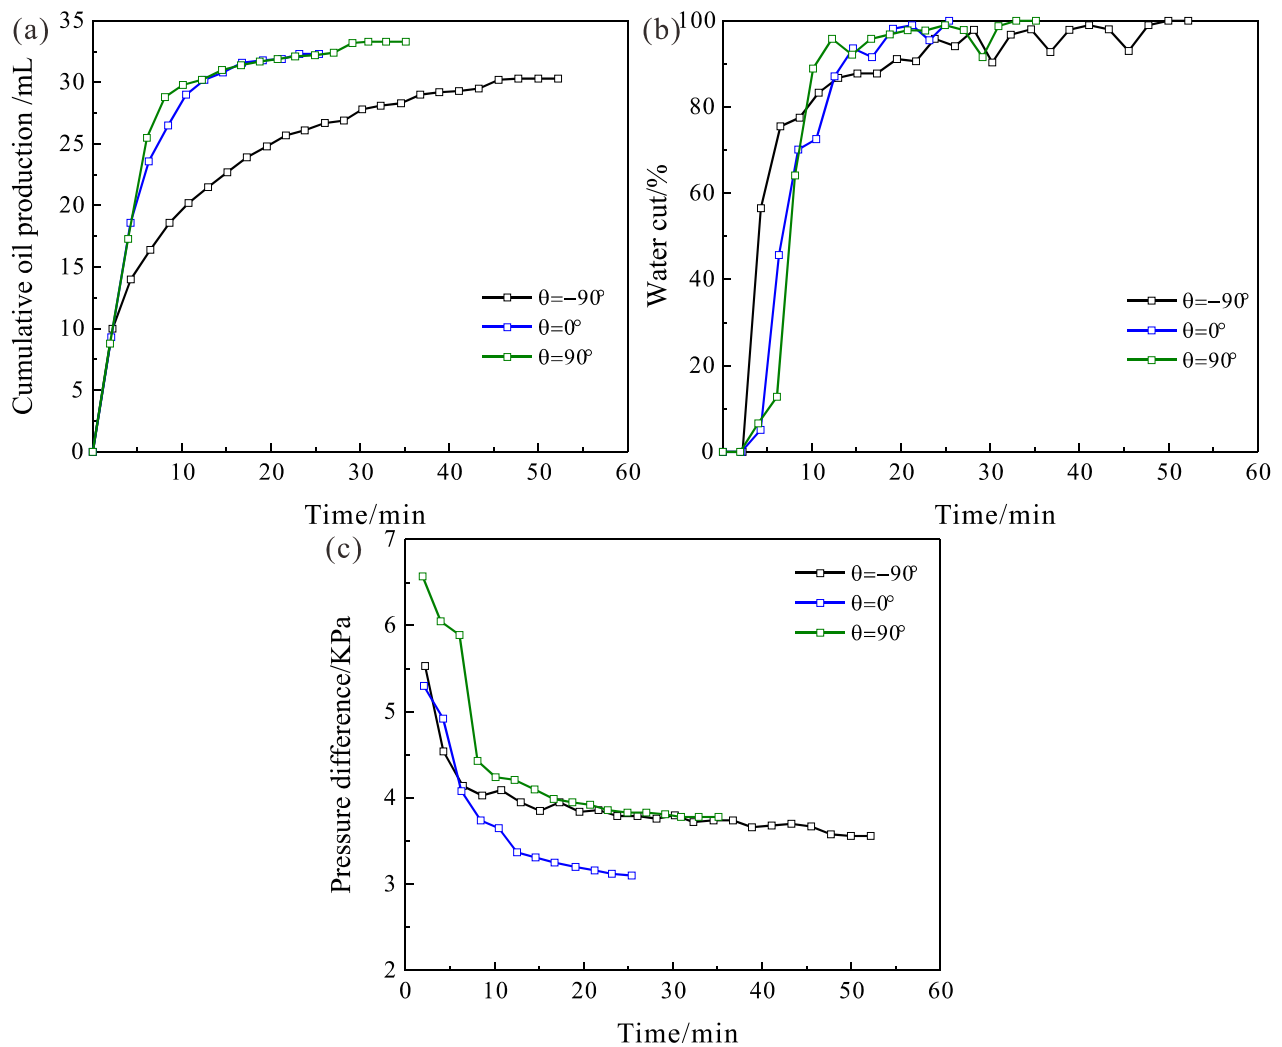 (a)
35
30
25
20
15
10
5
0
Cumulative oil production /mL
θ=−90°
θ=0°
θ=90°
10 20 30 40 50 60
Time/min
(b)
100
80
60
40
20
0
Water cut/%
θ=−90°
θ=0°
θ=90°
10 20 30 40 50 60
Time/min
(c)
7
6
5
4
3
2
Pressure difference/KPa
θ=−90°
θ=0°
θ=90°
0 10 20 30 40 50 60
Time/min